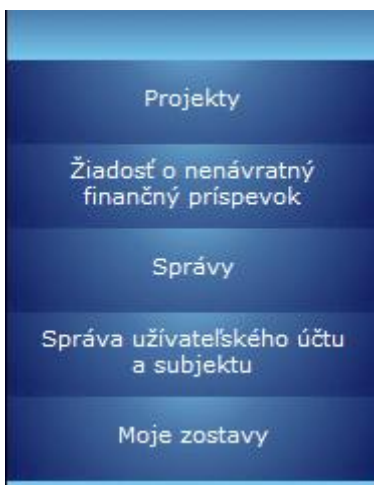 Projekty
Žiadosť o nenávratný
finančný príspevok
Správy
Správa užívateľského účtu
a subjektu
Moje zostavy